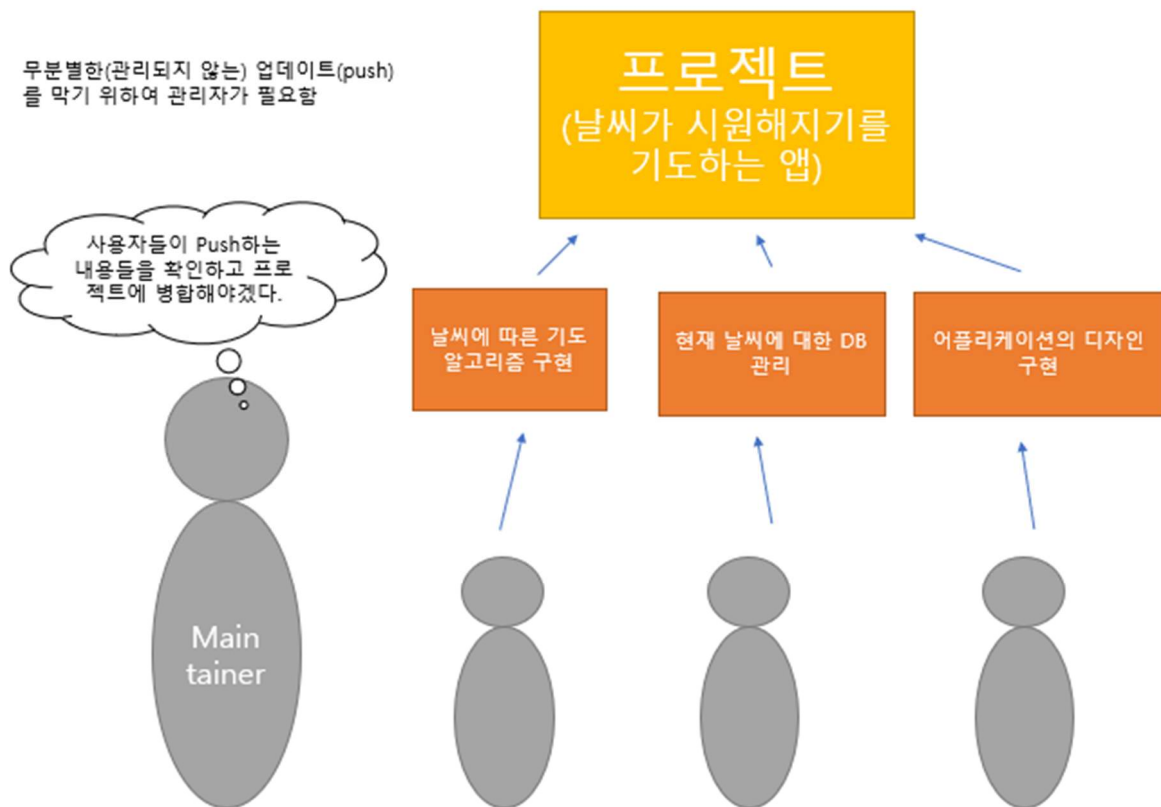 무분별한(관리되지 않는) 업데이트(push)
를 막기 위하여 관리자가 필요함
프로젝트
(날씨가 시원해지기를
기도하는 앱)
사용자들이 Push하는
내용들을 확인하고 프로
젝트에 병합해야겠다.
날씨에 따른 기도
알고리즘 구현
현재 날씨에 대한 DB
관리
어플리케이션의 디자인
구현
Main
tainer